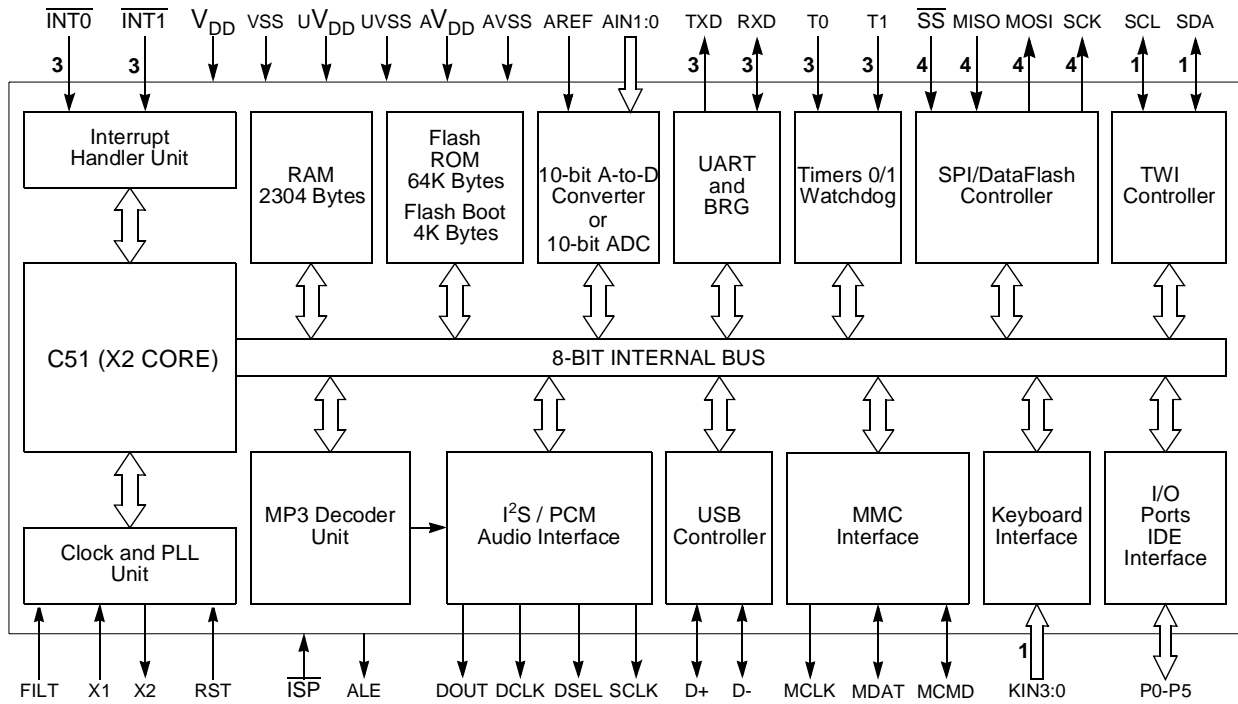 INT0 INT1 VDD VSS UVDD UVSS AVDD AVSS AREF AIN1:0 TXD RXD T0 T1 SS MISO MOSI SCK SCL SDA
3 3 3 3 3 3 4 4 4 4 1 1
Interrupt
Handler Unit
RAM
2304 Bytes
Flash
ROM
64K Bytes
Flash Boot
4K Bytes
10-bit A-to-D
Converter
or
10-bit ADC
UART
and
BRG
Timers 0/1
Watchdog
SPI/DataFlash
Controller
TWI
Controller
C51 (X2 CORE)
8-BIT INTERNAL BUS
Clock and PLL
Unit
MP3 Decoder
Unit
I2S / PCM
Audio Interface
USB
Controller
MMC
Interface
Keyboard
Interface
I/O
Ports
IDE
Interface
1
FILT X1 X2 RST ISP ALE DOUT DCLK DSEL SCLK D+ D- MCLK MDAT MCMD KIN3:0 P0-P5